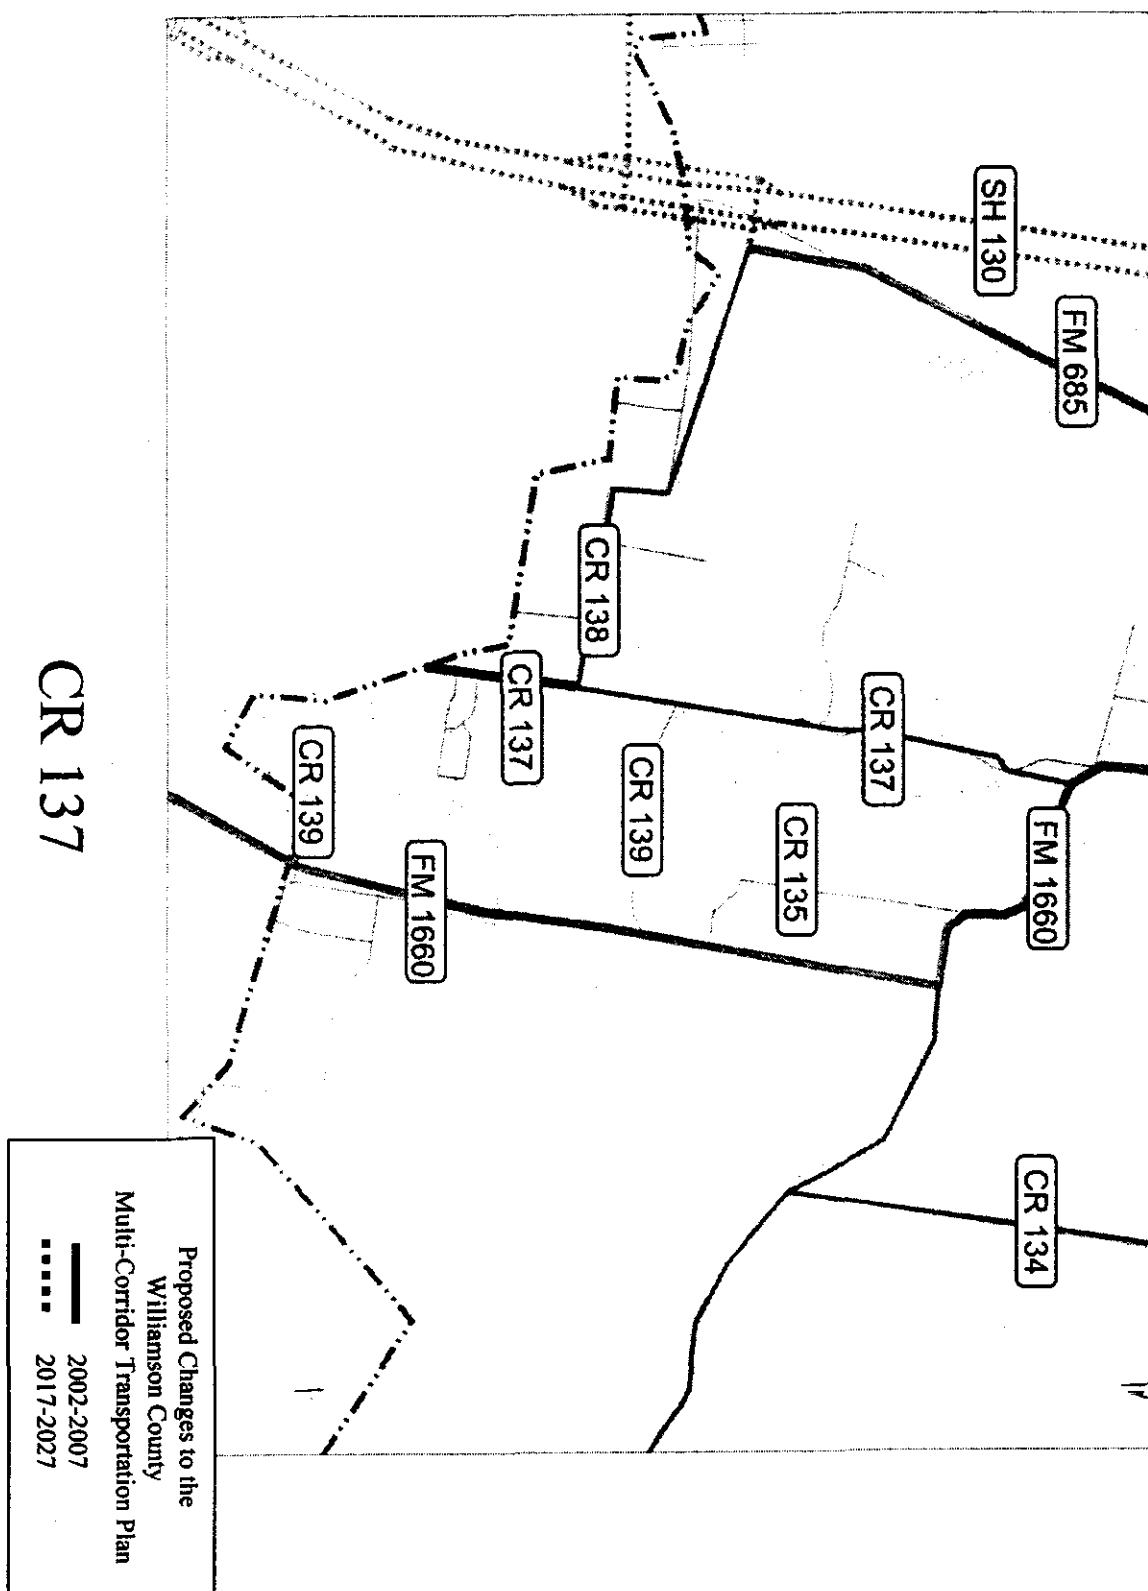 SH 130
FM 685
FM 1660
CR 134
CR 137
CR 135
CR 139
CR 138
CR 137
FM 1660
CR 139
Proposed Changes to the
Williamson County
Multi-Corridor Transportation Plan
2002-2007
2017-2027
CR 137